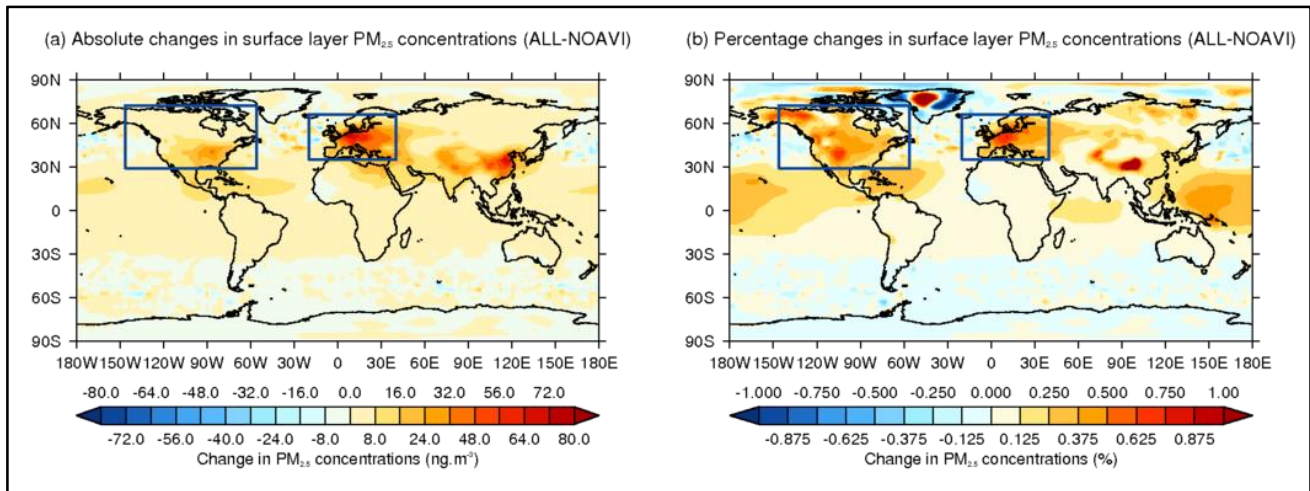 (a) Absolute changes in surface layer PM₂.₅ concentrations (ALL-NOAVI)
90N
60N
30N
0
30S
60S
90S
180W 150W 120W 90W 60W 30W 0 30E 60E 90E 120E 150E 180E
-80.0 -64.0 -48.0 -32.0 -16.0 0.0 16.0 32.0 56.0 72.0
-72.0 -56.0 -40.0 -24.0 -8.0 8.0 24.0 48.0 64.0 80.0
Change in PM₂.₅ concentrations (ng.m⁻³)
(b) Percentage changes in surface layer PM₂.₅ concentrations (ALL-NOAVI)
90N
60N
30N
0
30S
60S
90S
180W 150W 120W 90W 60W 30W 0 30E 60E 90E 120E 150E 180E
-1.000 -0.750 -0.500 -0.250 0.000 0.250 0.500 0.750 1.00
-0.875 -0.625 -0.375 -0.125 0.125 0.375 0.625 0.875
Change in PM₂.₅ concentrations (%)